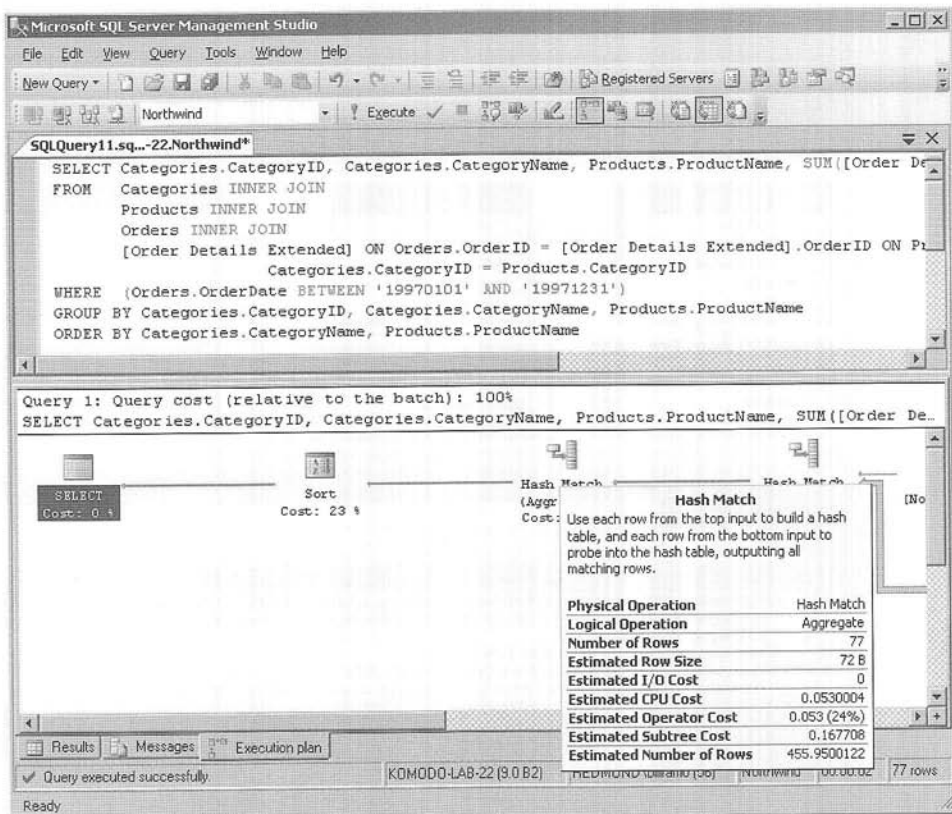 Microsoft SQL Server Management Studio
File Edit View Query Tools Window Help
New Query Registered Servers
Northwind Execute
SQLQuery11.sq...-22.Northwind*
SELECT Categories.CategoryID, Categories.CategoryName, Products.ProductName, SUM([Order De
FROM Categories INNER JOIN
Products INNER JOIN
Orders INNER JOIN
[Order Details Extended] ON Orders.OrderID = [Order Details Extended].OrderID ON Pr
Categories.CategoryID = Products.CategoryID
WHERE (Orders.OrderDate BETWEEN '19970101' AND '19971231')
GROUP BY Categories.CategoryID, Categories.CategoryName, Products.ProductName
ORDER BY Categories.CategoryName, Products.ProductName
Query 1: Query cost (relative to the batch): 100%
SELECT Categories.CategoryID, Categories.CategoryName, Products.ProductName, SUM([Order De…
SELECT
Cost: 0 %
Sort
Cost: 23 %
Hash Match
(Aggr
Cost:
Hash Match
[No
Hash Match
Use each row from the top input to build a hash
table, and each row from the bottom input to
probe into the hash table, outputting all
matching rows.
Physical Operation Hash Match
Logical Operation Aggregate
Number of Rows 77
Estimated Row Size 72 B
Estimated I/O Cost 0
Estimated CPU Cost 0.0530004
Estimated Operator Cost 0.053 (24%)
Estimated Subtree Cost 0.167708
Estimated Number of Rows 455.9500122
Results Messages Execution plan
Query executed successfully. KOMODO-LAB-22 (9.0 B2) Northwind 00:00:02 77 rows
Ready